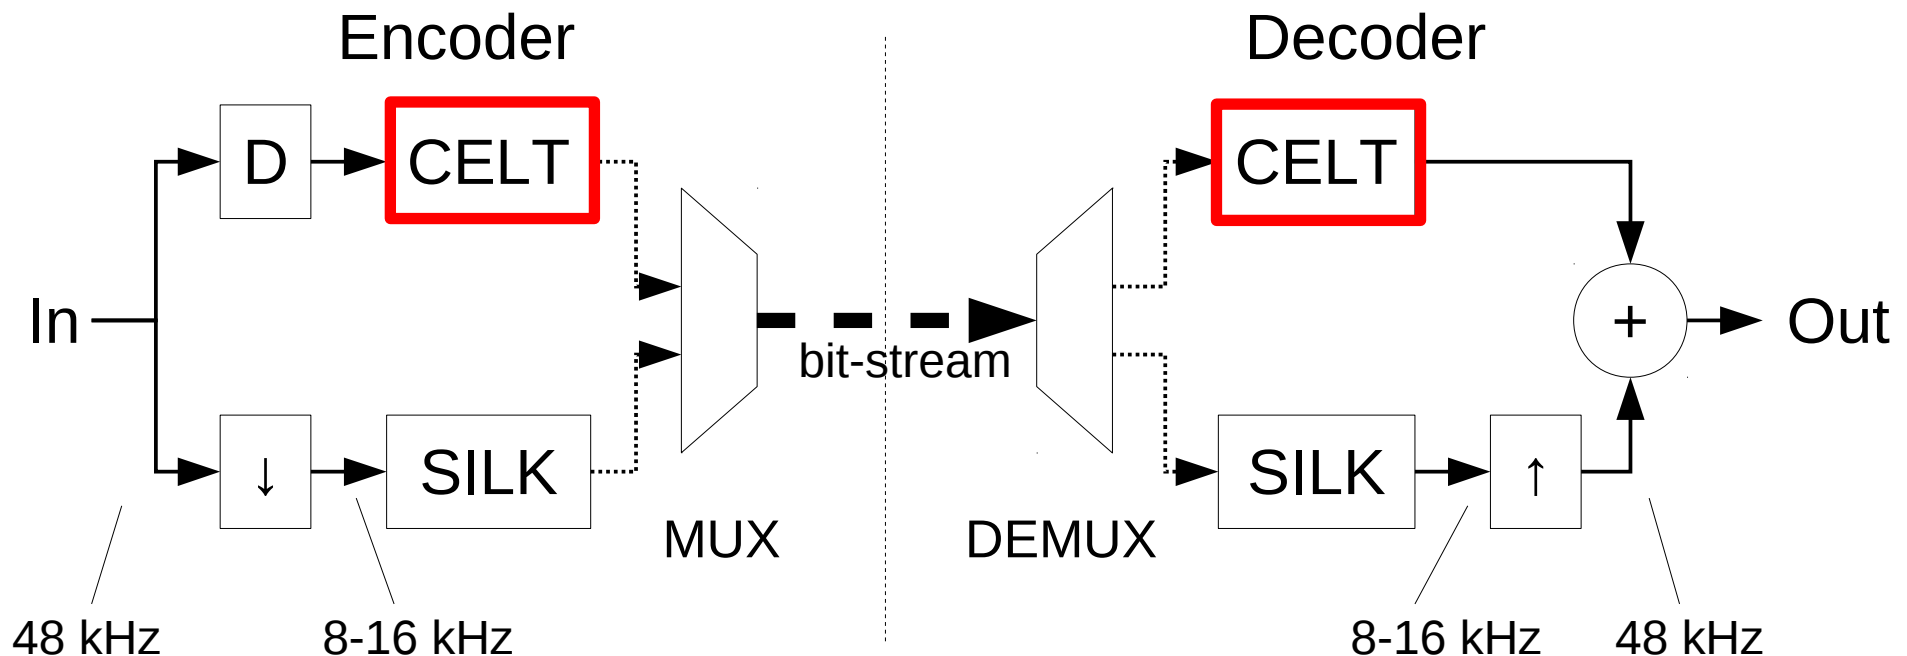 Encoder
Decoder
D
CELT
CELT
In
bit-stream
+
Out
↓
SILK
SILK
↑
MUX
DEMUX
48 kHz
8-16 kHz
8-16 kHz
48 kHz